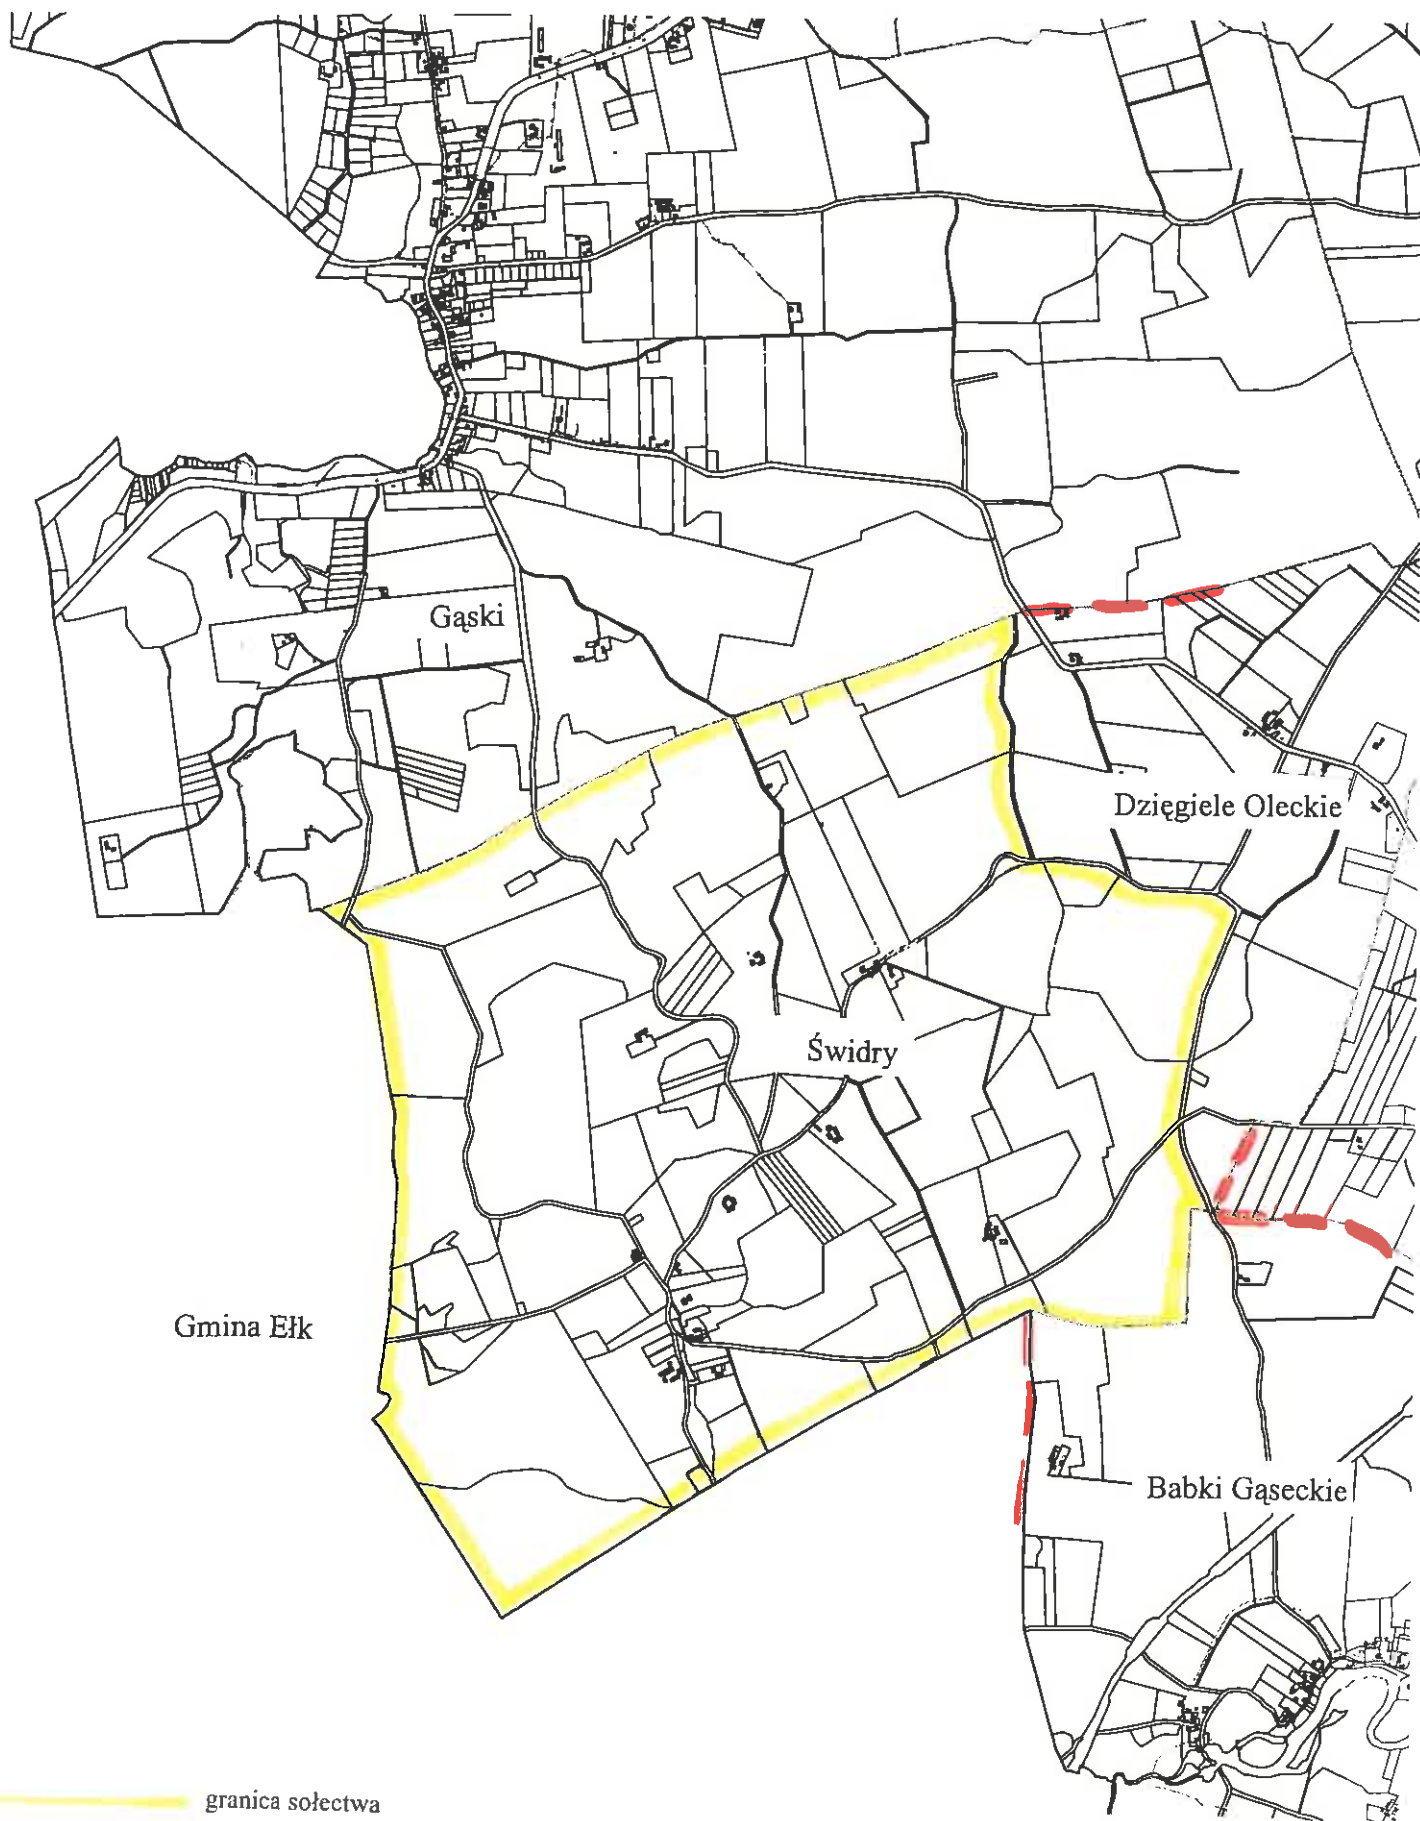 Gąski
Dzięgiele Oleckie
Świdry
Gmina Ełk
Babki Gąseckie
granica sołectwa